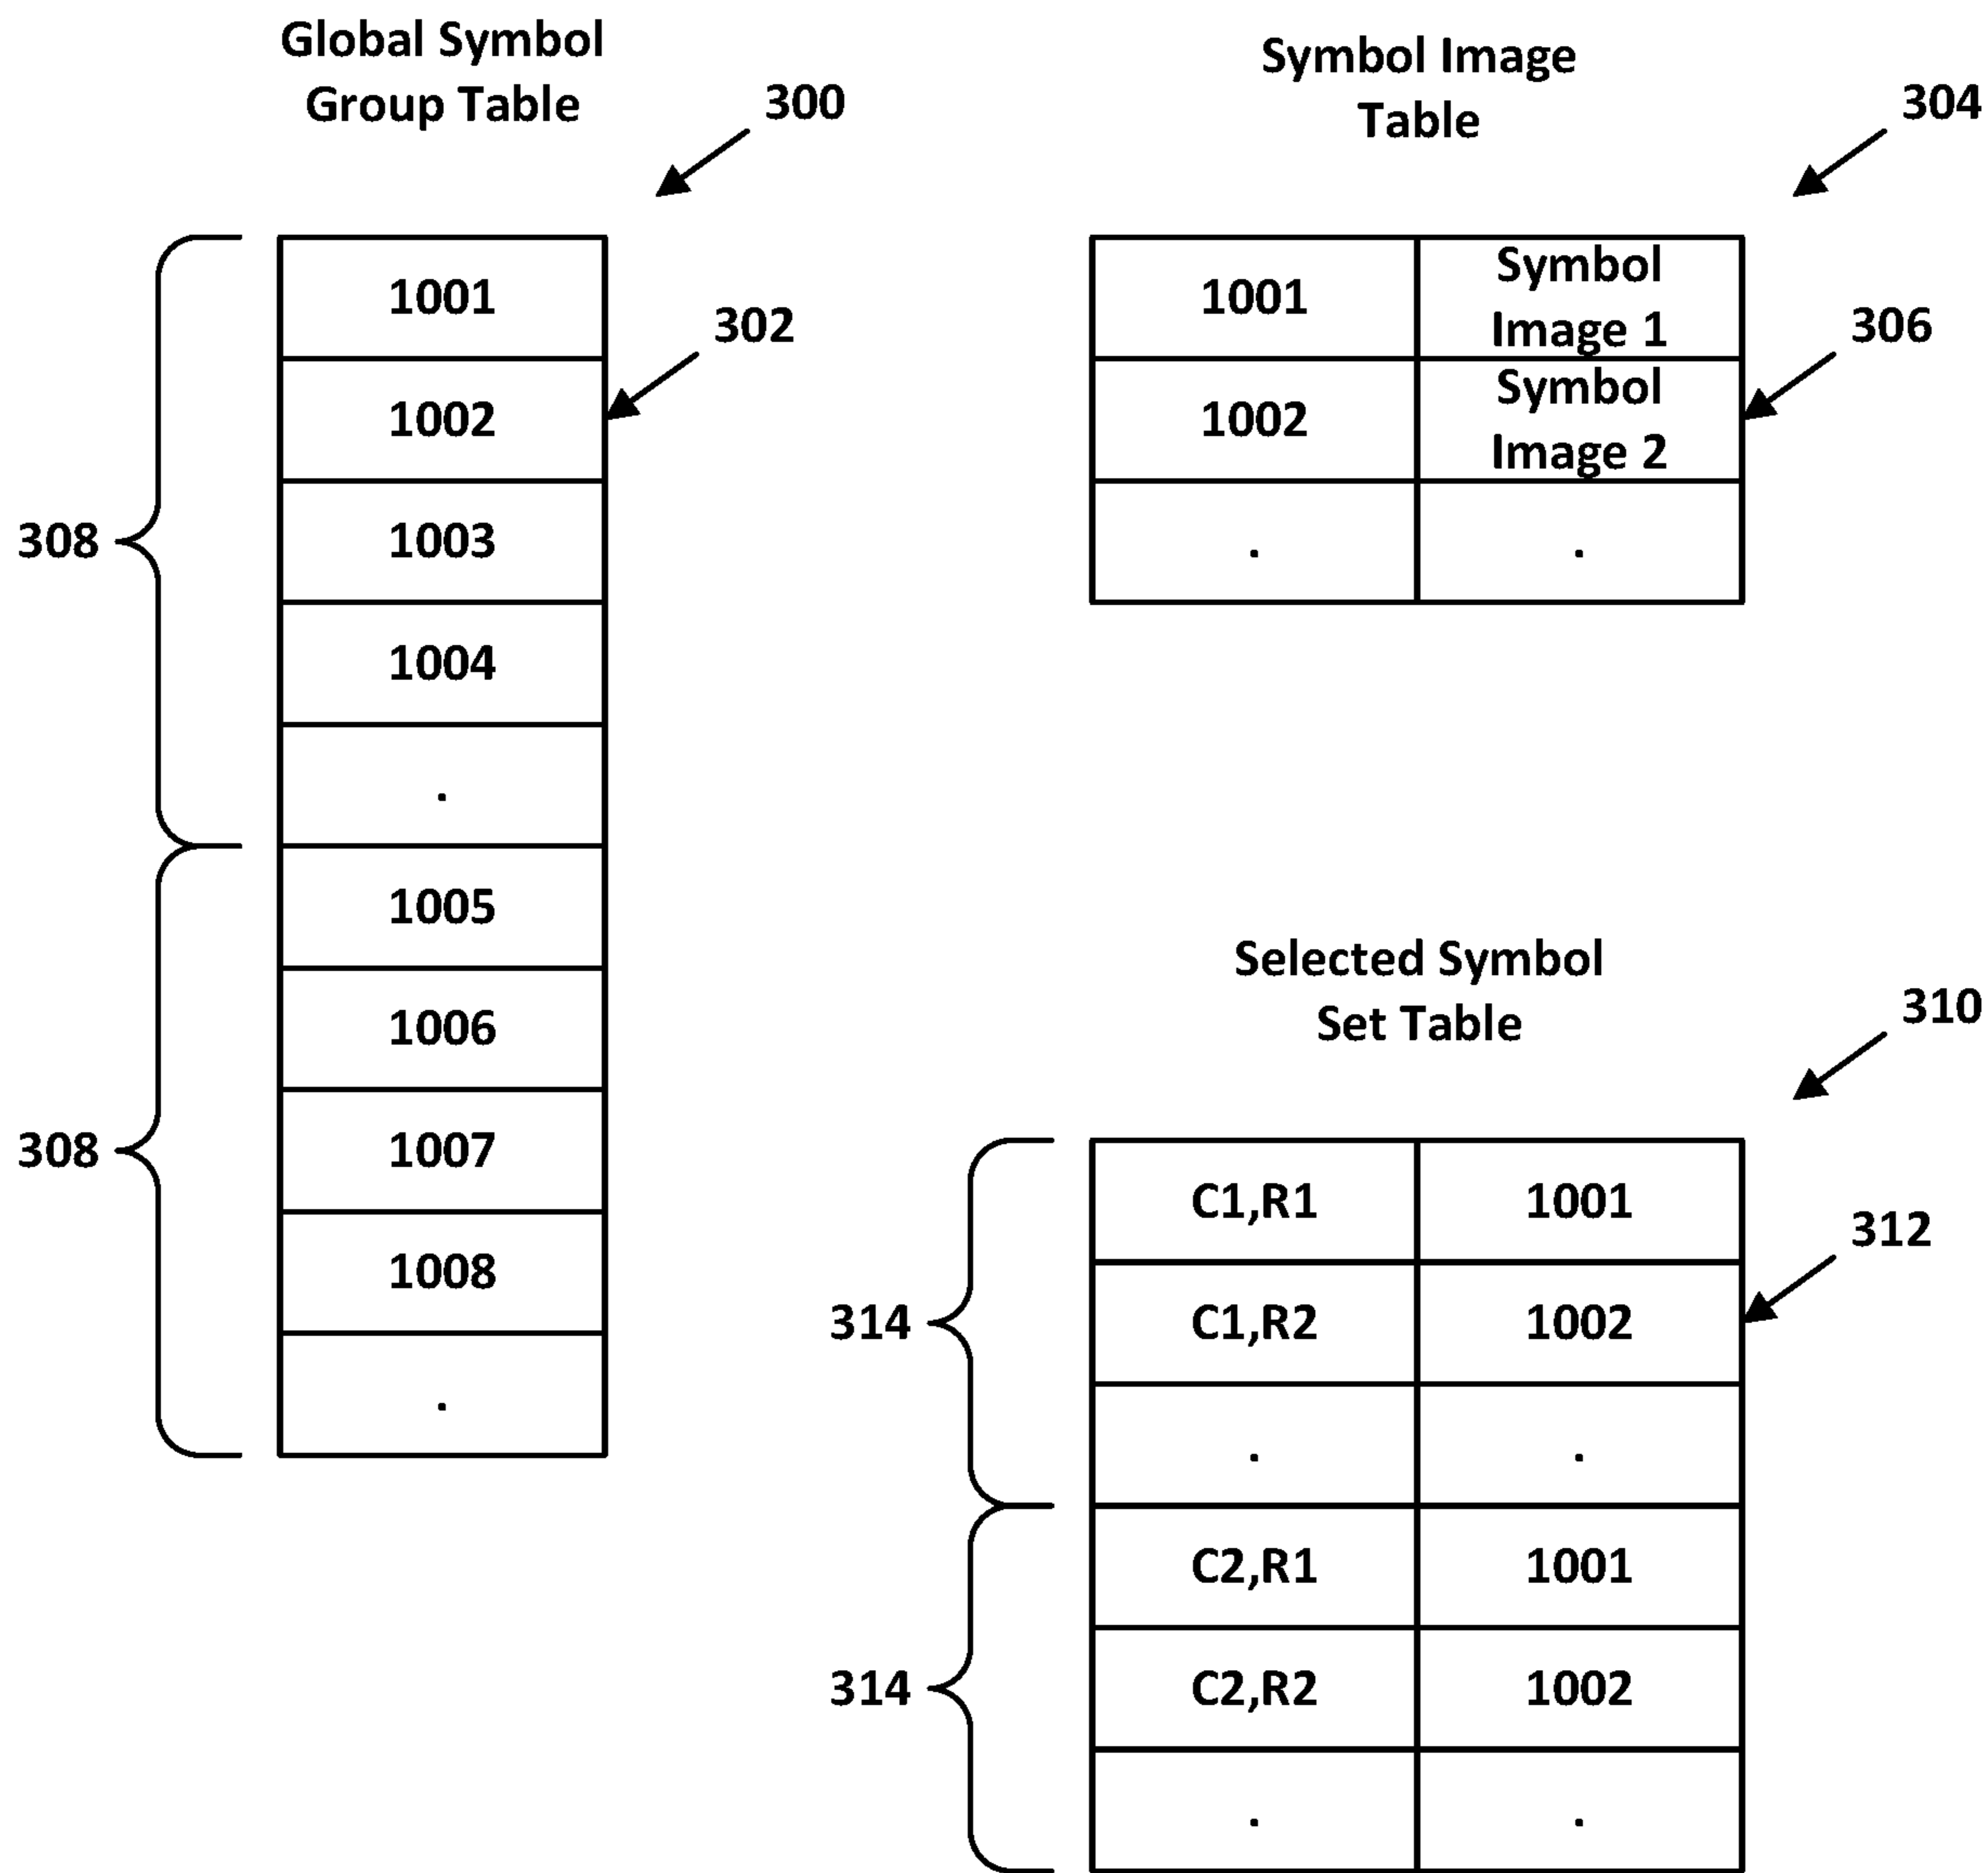 Global Symbol
Group Table
300
1001
302
1002
308
1003
1004
.
1005
1006
308
1007
1008
.
Symbol Image
Table
304
1001 Symbol Image 1
306
1002 Symbol Image 2
. .
Selected Symbol
Set Table
310
C1,R1 1001
312
314
C1,R2 1002
. .
C2,R1 1001
314
C2,R2 1002
. .